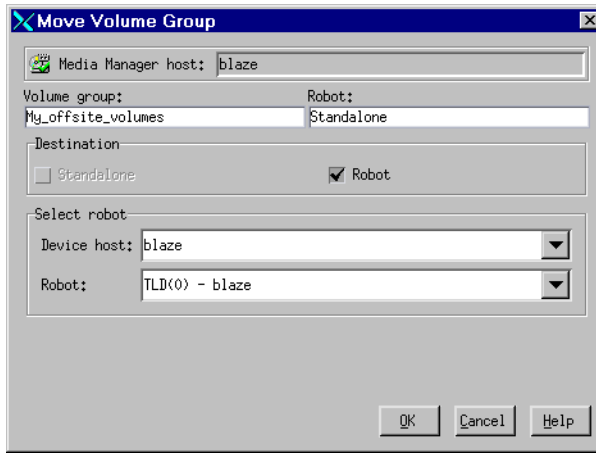 Move Volume Group
Media Manager host: blaze
Volume group: Robot:
My_offsite_volumes Standalone
Destination
Standalone Robot
Select robot
Device host: blaze
Robot: TLD(0) - blaze
OK Cancel Help